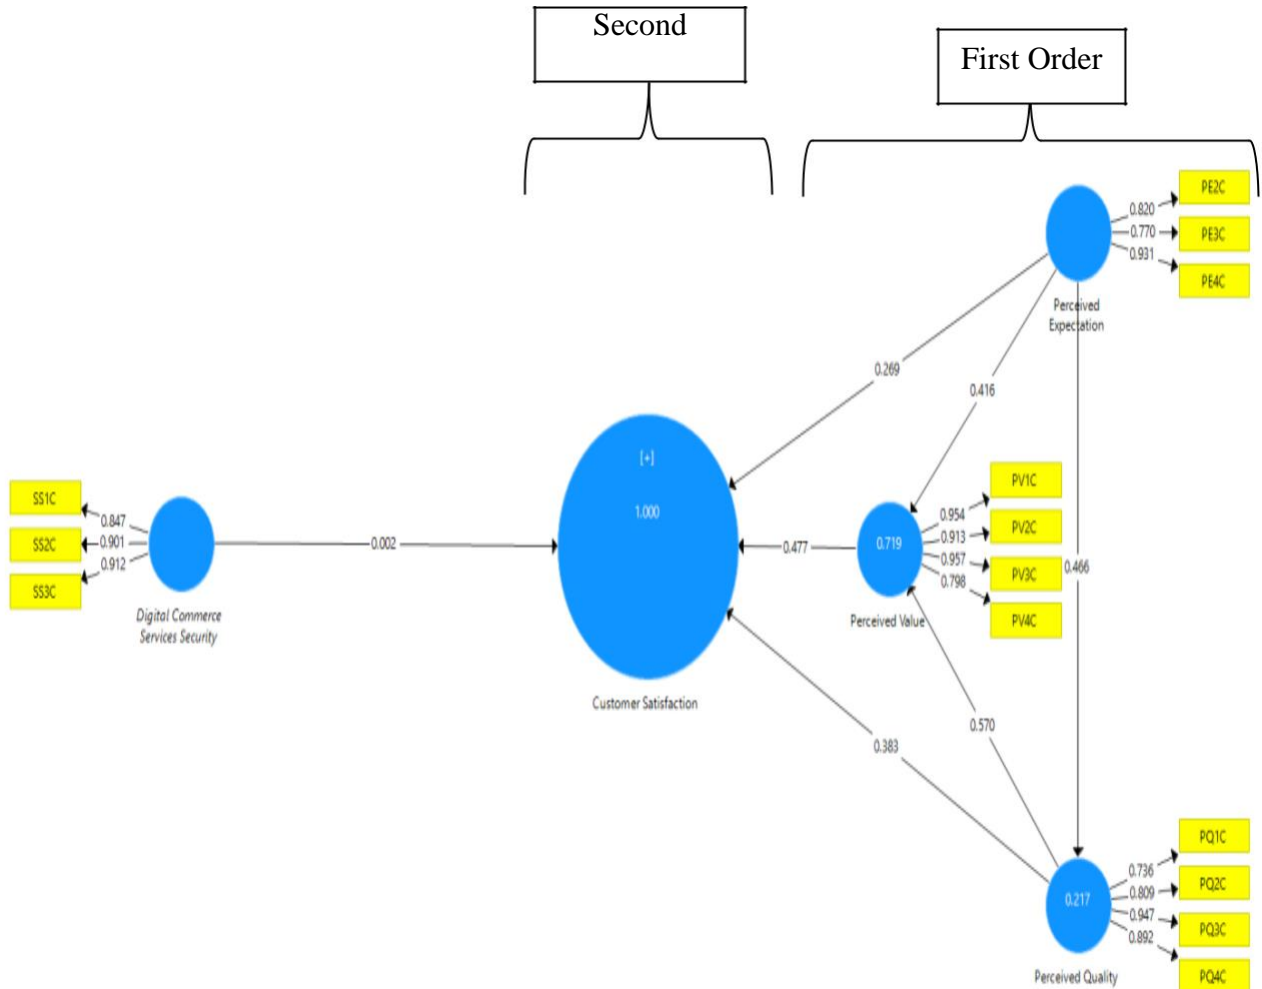 Second
First Order
PE2C
0.820
0.770
PE3C
0.931
PE4C
Perceived
Expectation
0.269
0.416
[+]
1.000
SS1C
0.847
SS2C
0.901
0.912
SS3C
Digital Commerce
Services Security
0.002
0.477
0.719
PV1C
0.954
PV2C
0.913
0.957
PV3C
0.798
PV4C
Perceived Value
0.466
Customer Satisfaction
0.383
0.570
0.217
PQ1C
0.736
PQ2C
0.809
0.947
PQ3C
0.892
PQ4C
Perceived Quality